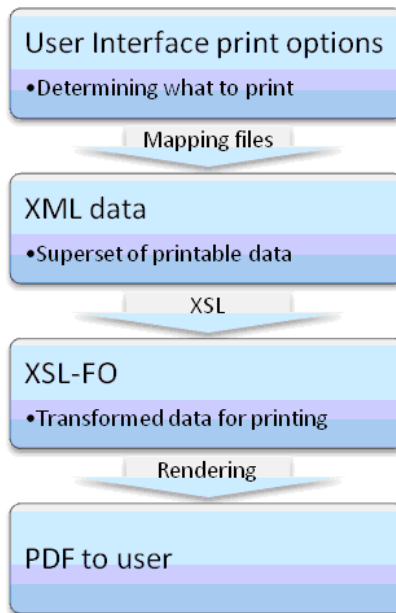 User Interface print options
•Determining what to print
Mapping files
XML data
•Superset of printable data
XSL
XSL-FO
•Transformed data for printing
Rendering
PDF to user